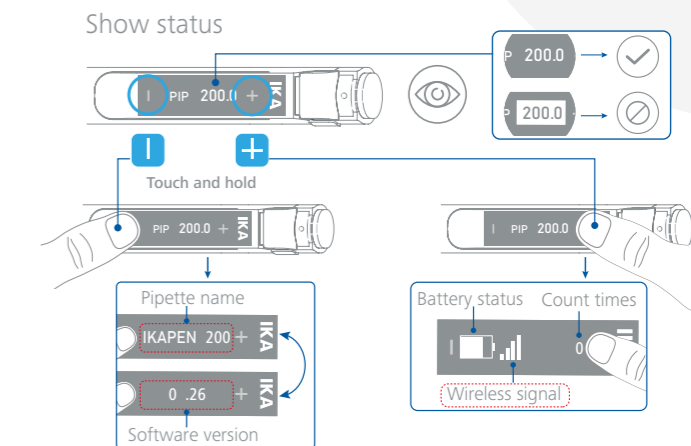 Show status
| PIP 200.0 + IKA
P 200.0
P 200.0
| +
Touch and hold
PIP 200.0 + IKA
| PIP 200.0
Pipette name
IKAPEN 200 + IKA
0 .26 + IKA
Software version
Battery status Count times
| 0
Wireless signal